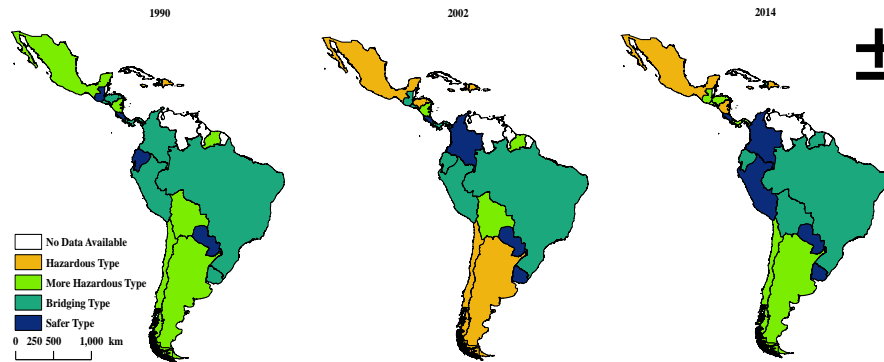 1990
2002
2014
No Data Available
Hazardous Type
More Hazardous Type
Bridging Type
Safer Type
0 250 500 1,000 km